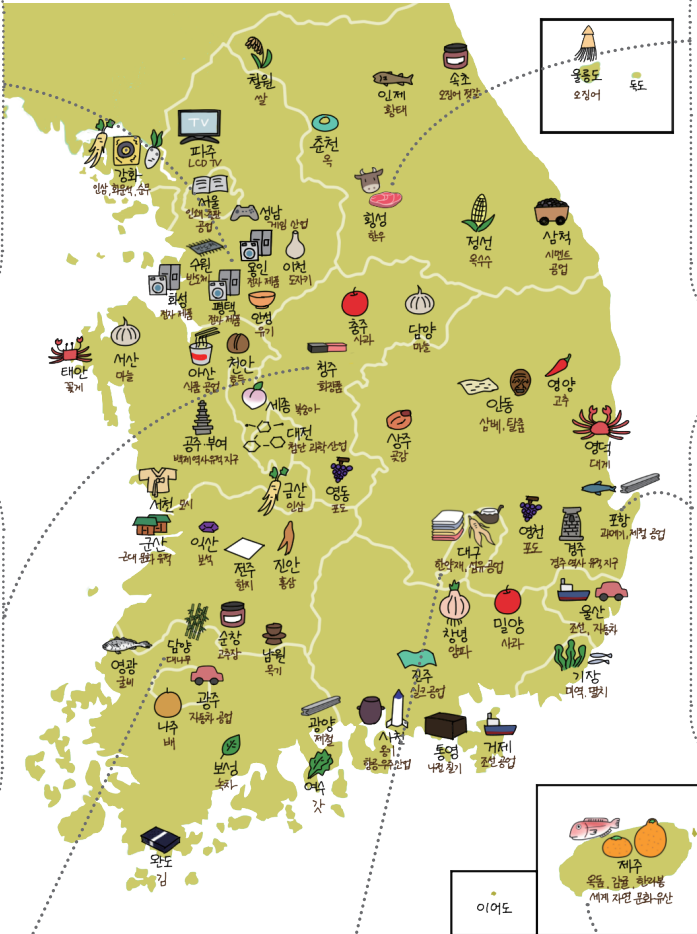 울릉도
오징어
독도
철원
쌀
인제
황태
속초
오징어 젓갈
TV
파주
LCD TV
춘천
옥
강화
인삼, 화문석, 순무
서울
인쇄 출판
공업
성남
게임 산업
횡성
한우
정선
옥수수
삼척
시멘트
공업
수원
반도체
용인
전자 제품
이천
도자기
화성
전자 제품
평택
전자 제품
안성
유기
충주
사과
담양
마늘
태안
꽃게
서산
마늘
아산
식품 공업
천안
호두
청주
화장품
안동
삼베, 탈춤
영양
고추
세종 복숭아
공주 부여
백제 역사 유적 지구
대전
첨단 과학 산업
상주
곶감
영덕
대게
서천 모시
금산
인삼
영동
포도
포항
과메기, 제철 공업
군산
근대 문화 유적
익산
보석
전주
한지
진안
홍삼
대구
한약재, 섬유 공업
영천
포도
경주
경주 역사 유적 지구
창녕
양파
밀양
사과
울산
조선, 자동차
영광
굴비
담양
대나무
순창
고추장
남원
목기
진주
실크 공업
기장
미역, 멸치
광주
자동차 공업
나주
배
광양
제철
사천
옹기
항공 우주 산업
통영
나전 칠기
거제
조선 공업
보성
녹차
여수
갓
완도
김
제주
옥돔, 감귤, 한라봉
세계 자연 문화 유산
이어도